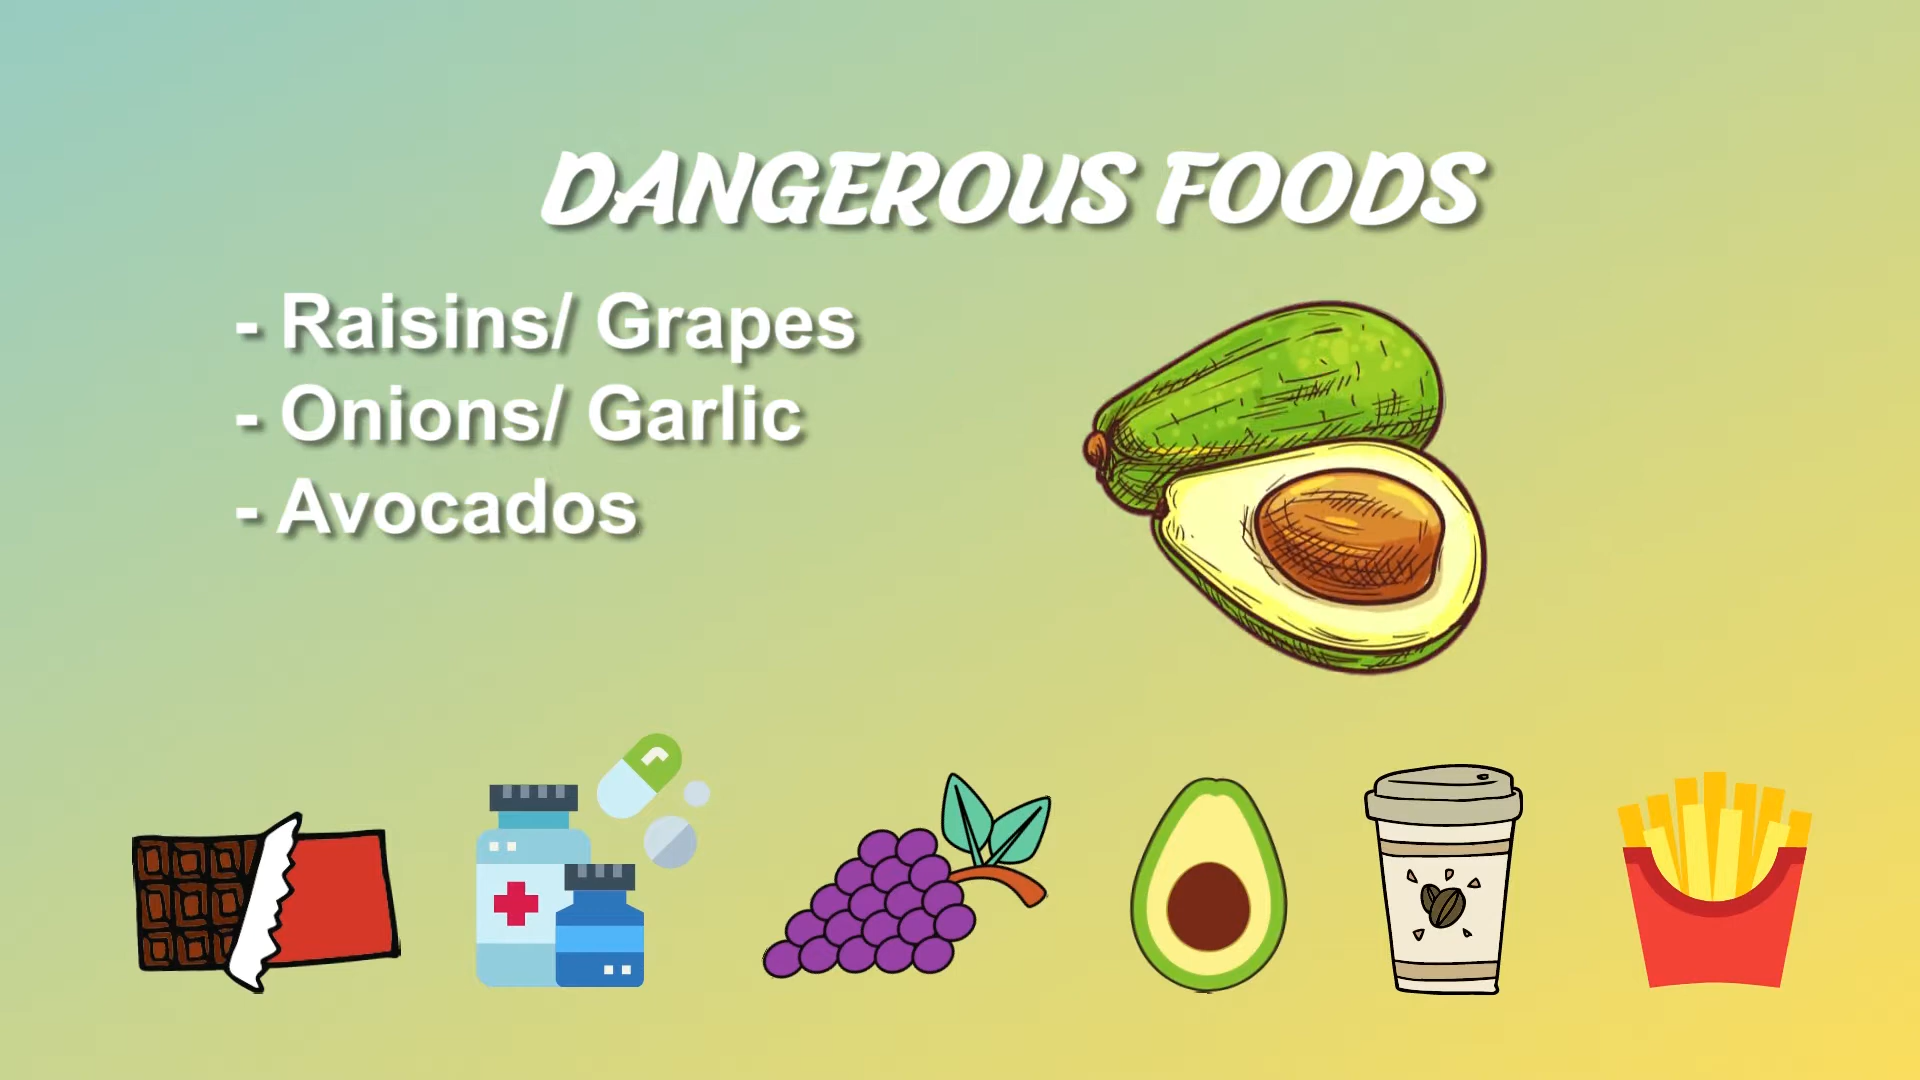 DANGEROUS FOODS
- Raisins/ Grapes
- Onions/ Garlic
- Avocados